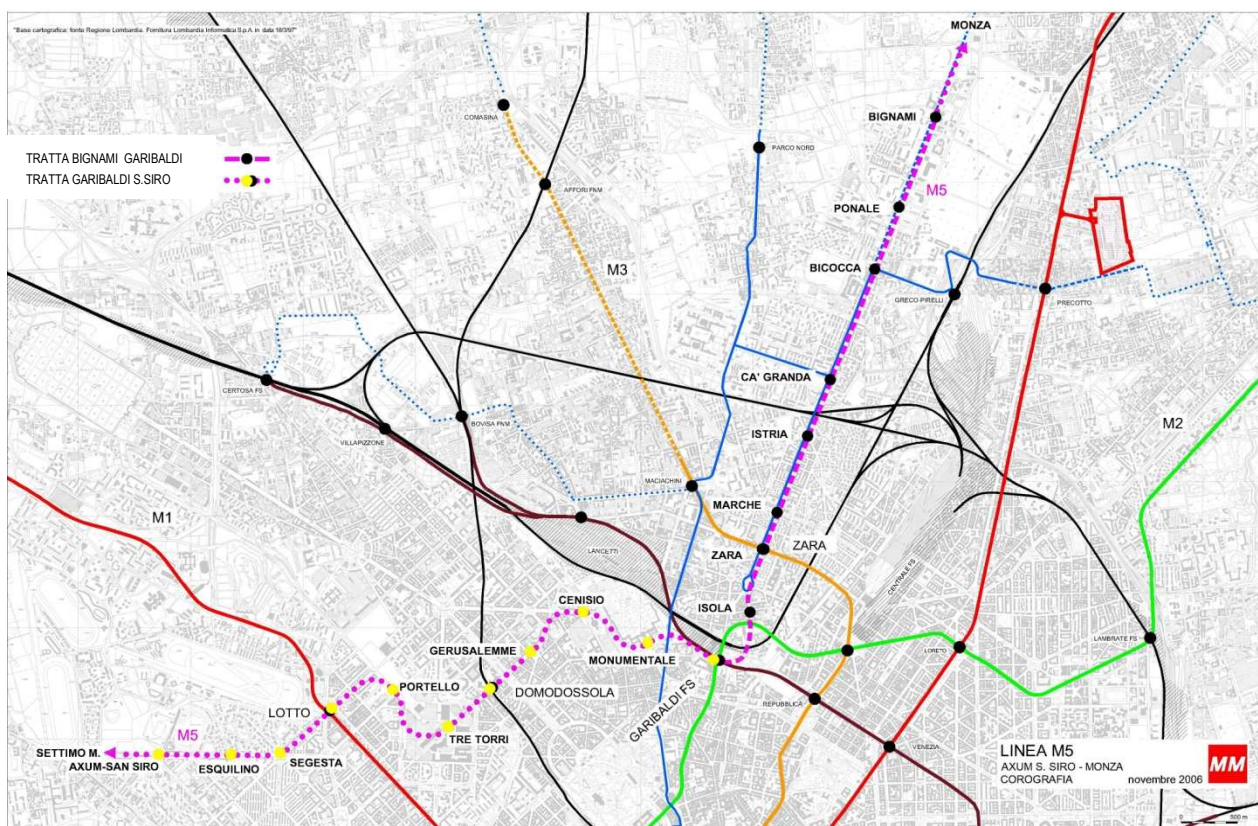 "Base cartografica: fonte Regione Lombardia. Fornitura Lombardia Informatica S.p.A. in data 18/3/97"
MONZA
COMASINA
BIGNAMI
TRATTA BIGNAMI GARIBALDI
TRATTA GARIBALDI S.SIRO
PARCO NORD
AFFORI FNM
M5
PONALE
M3
BICOCCA
GRECO-PIRELLI
PRECOTTO
CA' GRANDA
CERTOSA FS
M2
BOVISA FNM
VILLAPIZZONE
ISTRIA
MACIACHINI
M1
MARCHE
ZARA
ZARA
LANCETTI
CENTRALE FS
CENISIO
ISOLA
LAMBRATE FS
GERUSALEMME
MONUMENTALE
LORETO
PORTELLO
DOMODOSSOLA
GARIBALDI FS
REPUBBLICA
LOTTO
TRE TORRI
M5
VENEZIA
SETTIMO M.
AXUM-SAN SIRO
ESQUILINO
SEGESTA
LINEA M5
AXUM S. SIRO - MONZA
COROGRAFIA
novembre 2006
MM
0 500 m